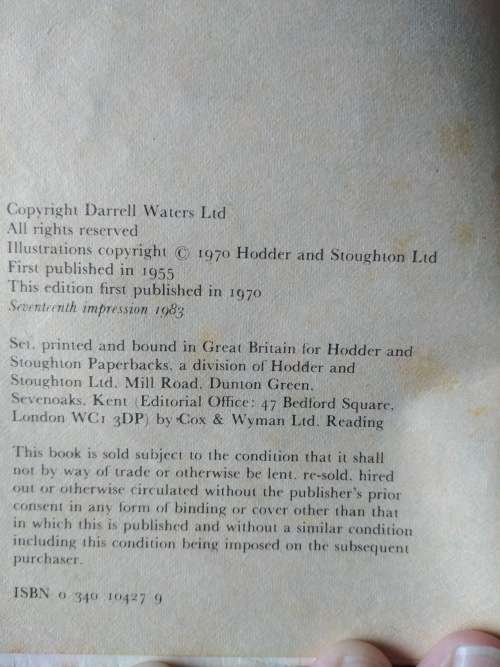 Copyright Darrell Waters Ltd
All rights reserved
Illustrations copyright © 1970 Hodder and Stoughton Ltd
First published in 1955
This edition first published in 1970
Seventeenth impression 1983
Set, printed and bound in Great Britain for Hodder and
Stoughton Paperbacks, a division of Hodder and
Stoughton Ltd, Mill Road, Dunton Green,
Sevenoaks, Kent (Editorial Office: 47 Bedford Square,
London WC1 3DP) by Cox & Wyman Ltd, Reading
This book is sold subject to the condition that it shall
not by way of trade or otherwise be lent, re-sold, hired
out or otherwise circulated without the publisher's prior
consent in any form of binding or cover other than that
in which this is published and without a similar condition
including this condition being imposed on the subsequent
purchaser.
ISBN 0 340 10427 9